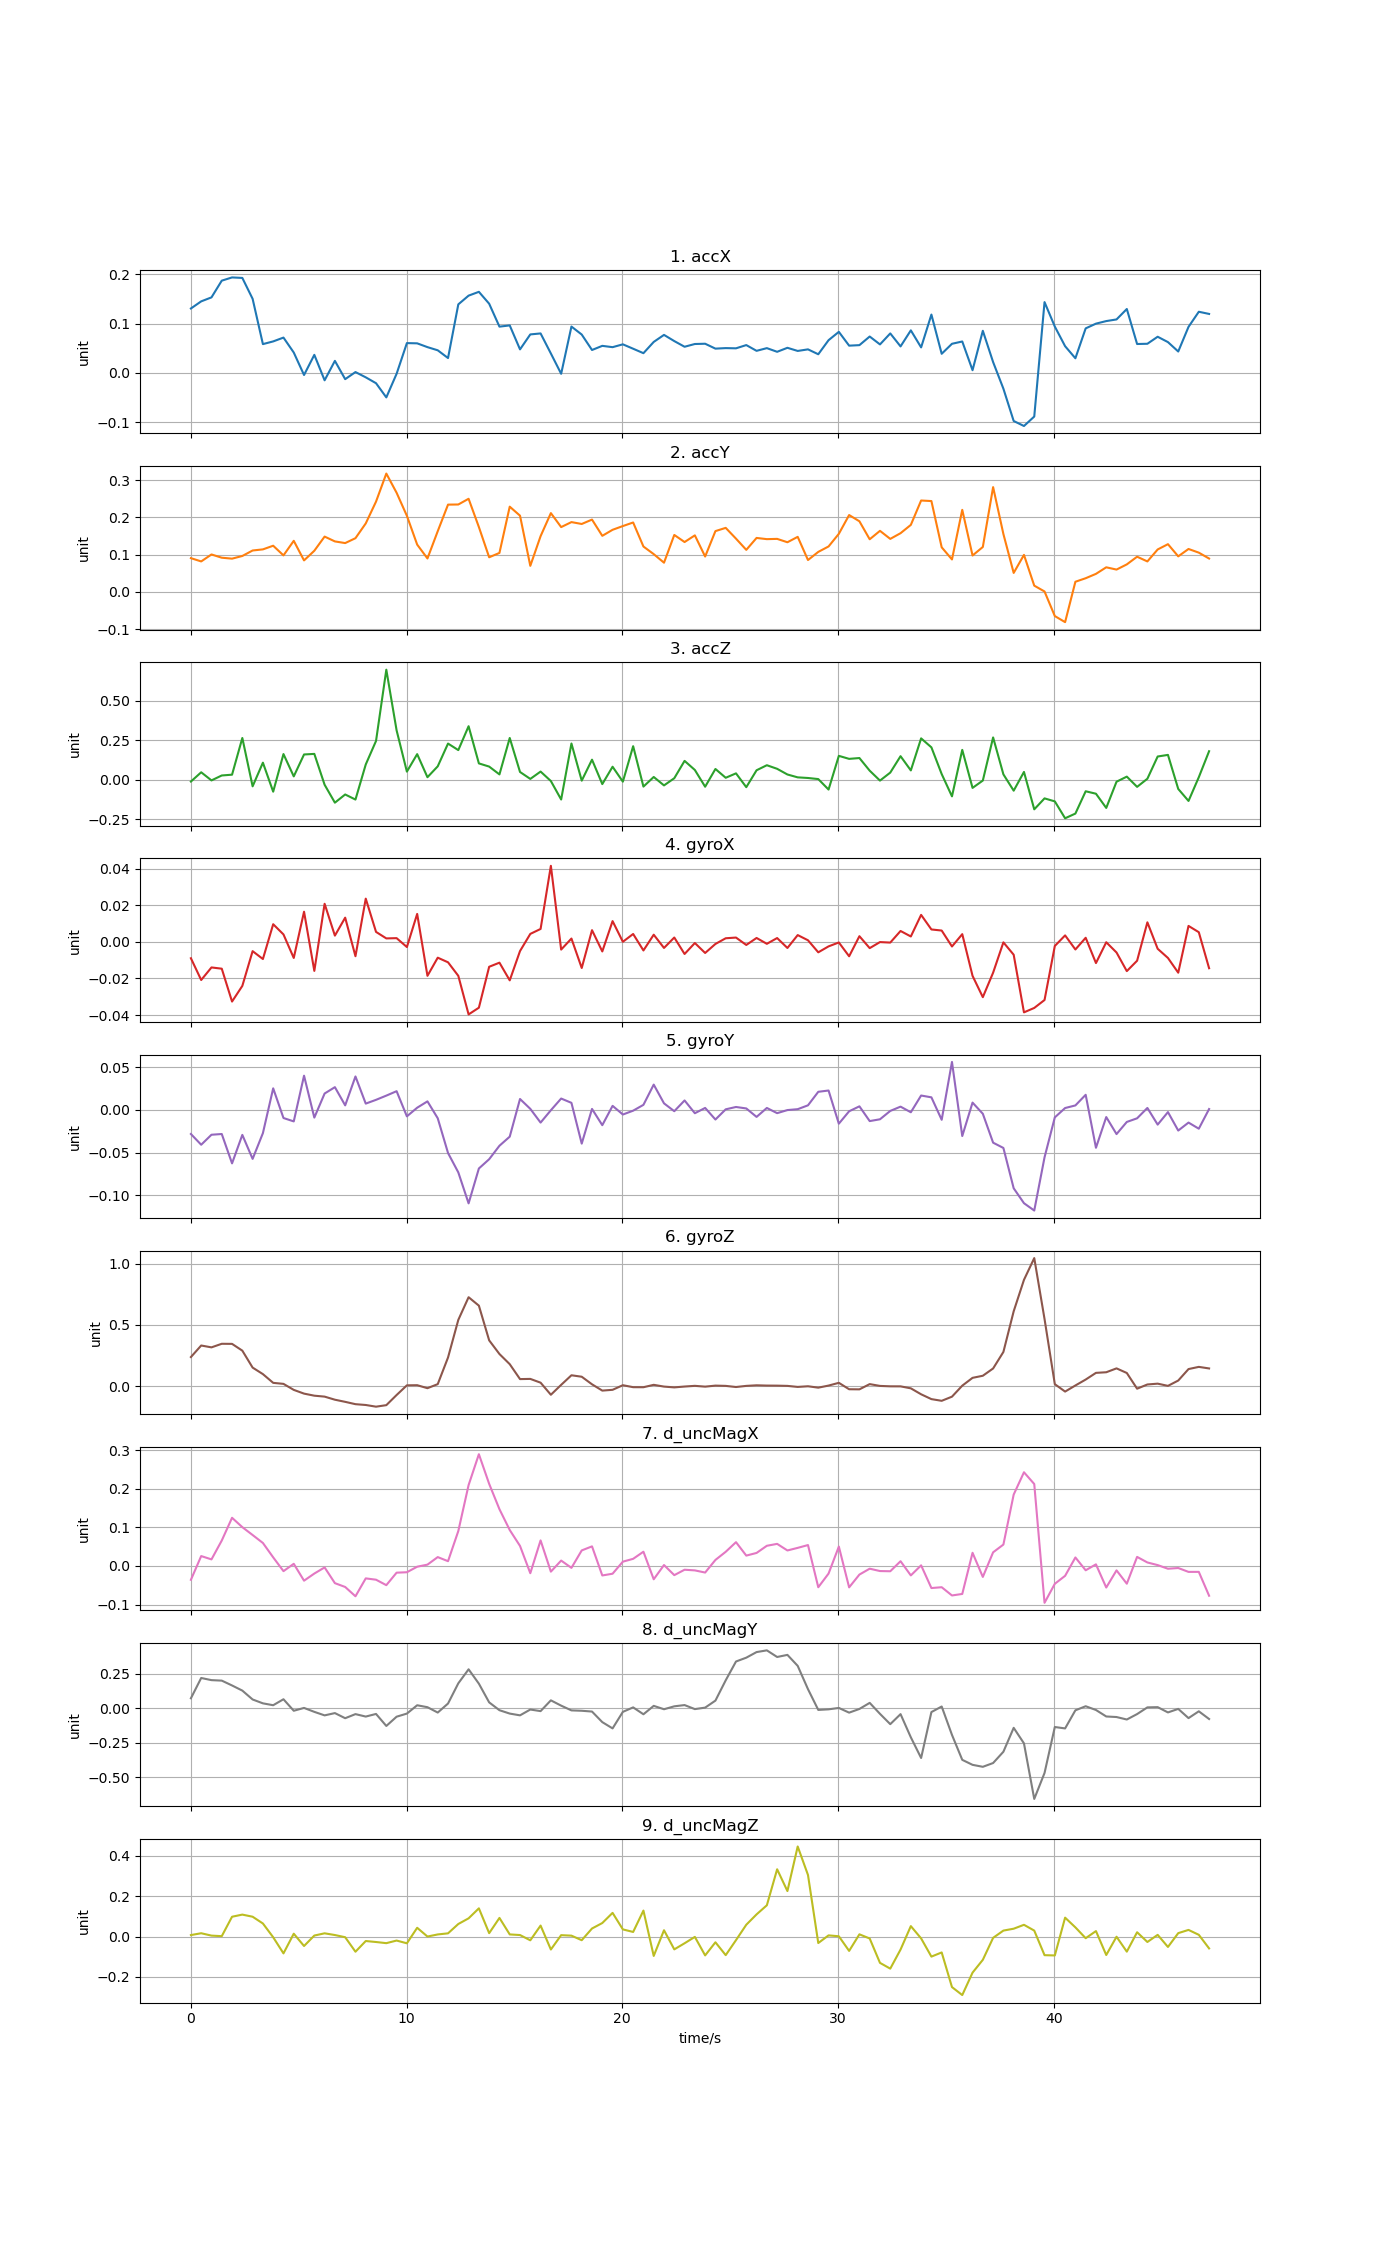 1. accX
0.2
0.1
0.0
−0.1
unit
2. accY
0.3
0.2
0.1
0.0
−0.1
unit
3. accZ
0.50
0.25
0.00
−0.25
unit
4. gyroX
0.04
0.02
0.00
−0.02
−0.04
unit
5. gyroY
0.05
0.00
−0.05
−0.10
unit
6. gyroZ
1.0
0.5
0.0
unit
7. d_uncMagX
0.3
0.2
0.1
0.0
−0.1
unit
8. d_uncMagY
0.25
0.00
−0.25
−0.50
unit
9. d_uncMagZ
0.4
0.2
0.0
−0.2
unit
0 10 20 30 40
time/s